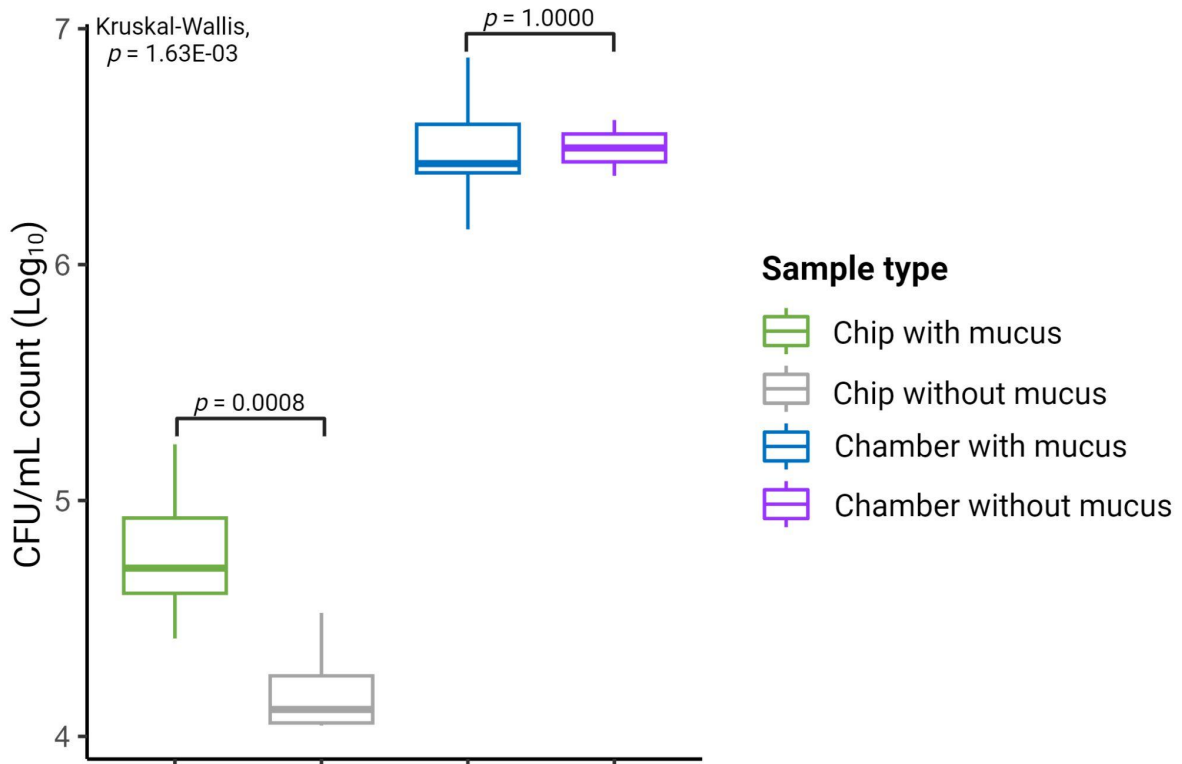 7
Kruskal-Wallis,
p = 1.63E-03
p = 1.0000
CFU/mL count (Log₁₀)
6
p = 0.0008
5
4
Sample type
Chip with mucus
Chip without mucus
Chamber with mucus
Chamber without mucus